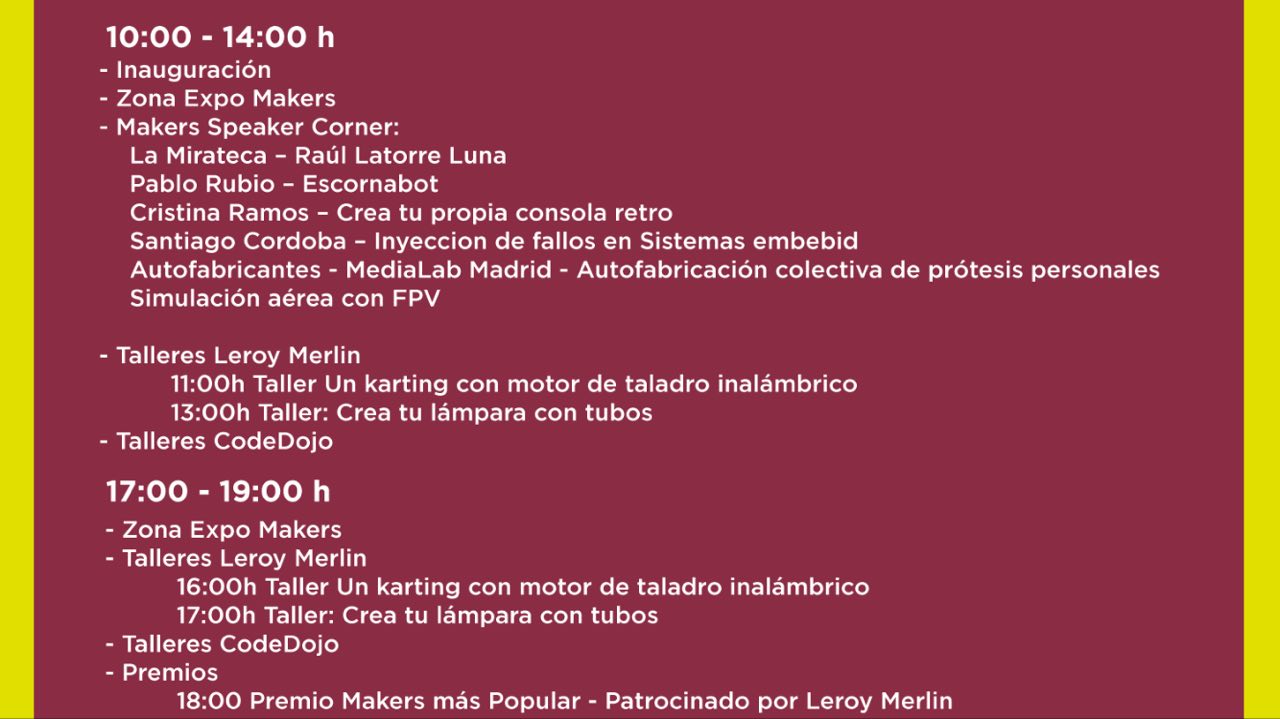 10:00 - 14:00 h
- Inauguración
- Zona Expo Makers
- Makers Speaker Corner:
La Mirateca – Raúl Latorre Luna
Pablo Rubio – Escornabot
Cristina Ramos – Crea tu propia consola retro
Santiago Cordoba – Inyeccion de fallos en Sistemas embebid
Autofabricantes - MediaLab Madrid - Autofabricación colectiva de prótesis personales
Simulación aérea con FPV
- Talleres Leroy Merlin
11:00h Taller Un karting con motor de taladro inalámbrico
13:00h Taller: Crea tu lámpara con tubos
- Talleres CodeDojo
17:00 - 19:00 h
- Zona Expo Makers
- Talleres Leroy Merlin
16:00h Taller Un karting con motor de taladro inalámbrico
17:00h Taller: Crea tu lámpara con tubos
- Talleres CodeDojo
- Premios
18:00 Premio Makers más Popular - Patrocinado por Leroy Merlin